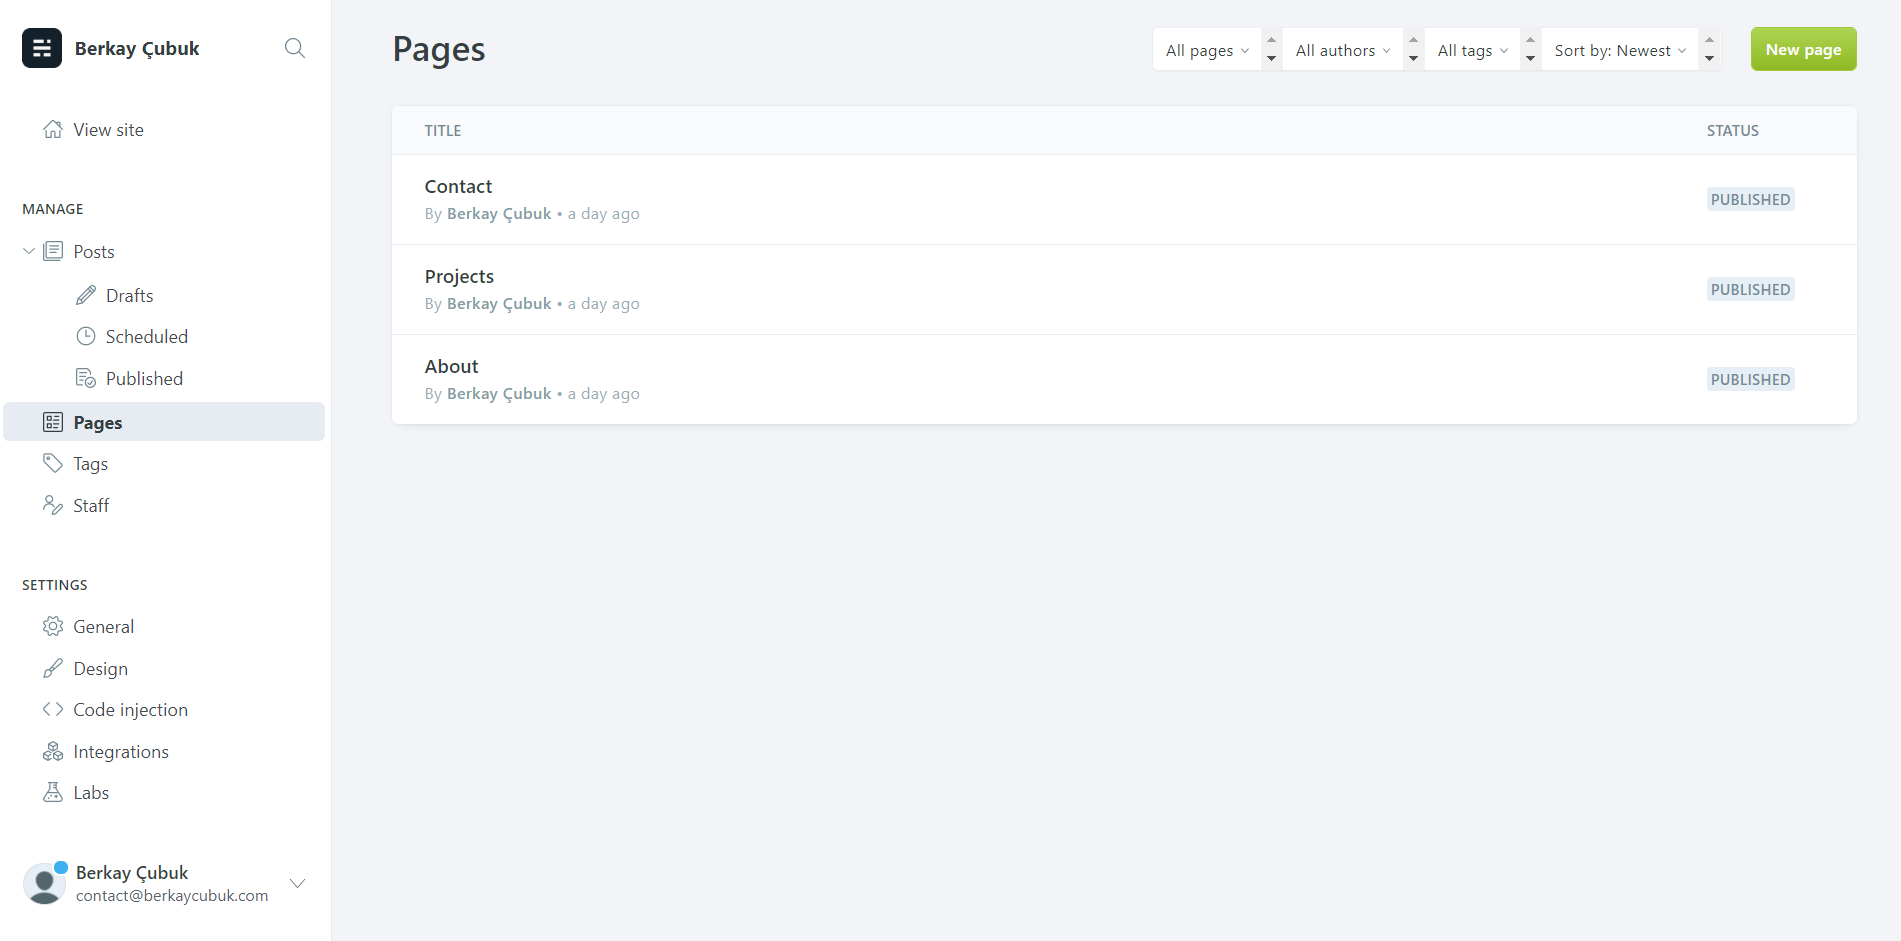 Berkay Çubuk
View site
MANAGE
Posts
Drafts
Scheduled
Published
Pages
Tags
Staff
SETTINGS
General
Design
Code injection
Integrations
Labs
Berkay Çubuk
contact@berkaycubuk.com
Pages
All pages
All authors
All tags
Sort by: Newest
New page
TITLE
STATUS
Contact
By Berkay Çubuk • a day ago
PUBLISHED
Projects
By Berkay Çubuk • a day ago
PUBLISHED
About
By Berkay Çubuk • a day ago
PUBLISHED